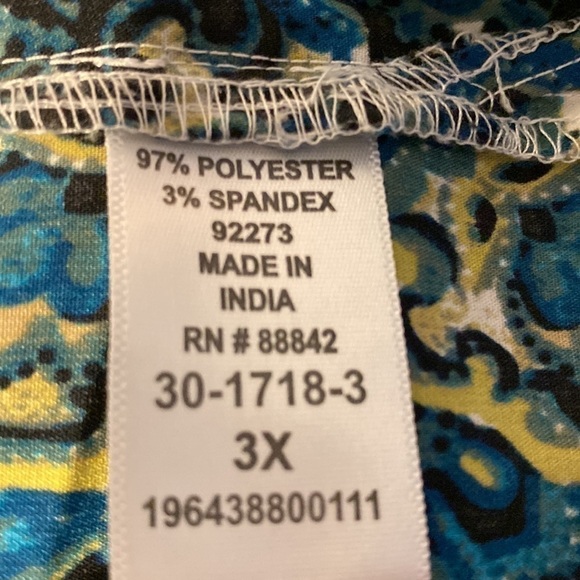 97% POLYESTER
3% SPANDEX
92273
MADE IN
INDIA
RN # 88842
30-1718-3
3X
196438800111